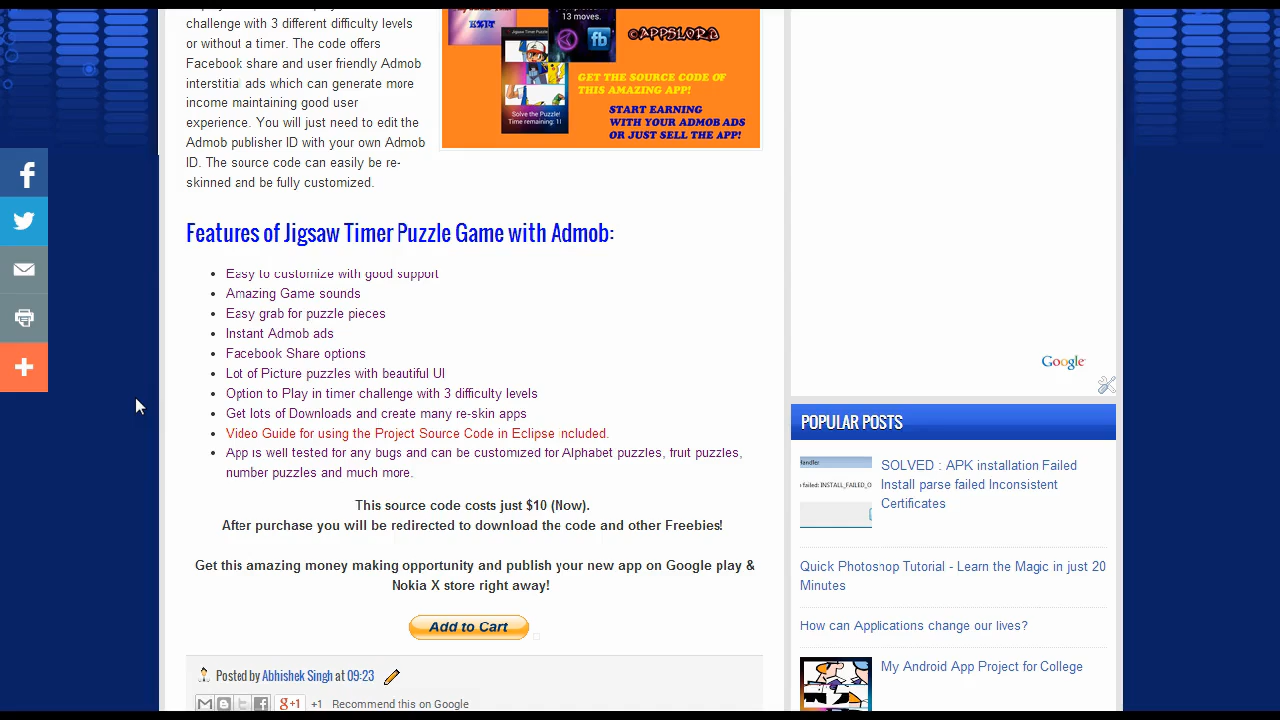 challenge with 3 different difficulty levels
or without a timer. The code offers
Facebook share and user friendly Admob
interstitial ads which can generate more
income maintaining good user
experience. You will just need to edit the
Admob publisher ID with your own Admob
ID. The source code can easily be re-
skinned and be fully customized.
EXIT
13 moves.
Jigsaw Timer Puzzle
fb
©APPSLORD
GET THE SOURCE CODE OF
THIS AMAZING APP!
START EARNING
WITH YOUR ADMOB ADS
OR JUST SELL THE APP!
Solve the Puzzle!
Time remaining: 1
Features of Jigsaw Timer Puzzle Game with Admob:
Easy to customize with good support
Amazing Game sounds
Easy grab for puzzle pieces
Instant Admob ads
Facebook Share options
Lot of Picture puzzles with beautiful UI
Option to Play in timer challenge with 3 difficulty levels
Get lots of Downloads and create many re-skin apps
Video Guide for using the Project Source Code in Eclipse included.
App is well tested for any bugs and can be customized for Alphabet puzzles, fruit puzzles,
number puzzles and much more.
This source code costs just $10 (Now).
After purchase you will be redirected to download the code and other Freebies!
Get this amazing money making opportunity and publish your new app on Google play &
Nokia X store right away!
Add to Cart
Posted by Abhishek Singh at 09:23
g+1 +1 Recommend this on Google
Google
POPULAR POSTS
Handler
failed: INSTALL_FAILED_O
SOLVED : APK installation Failed
Install parse failed Inconsistent
Certificates
Quick Photoshop Tutorial - Learn the Magic in just 20
Minutes
How can Applications change our lives?
My Android App Project for College